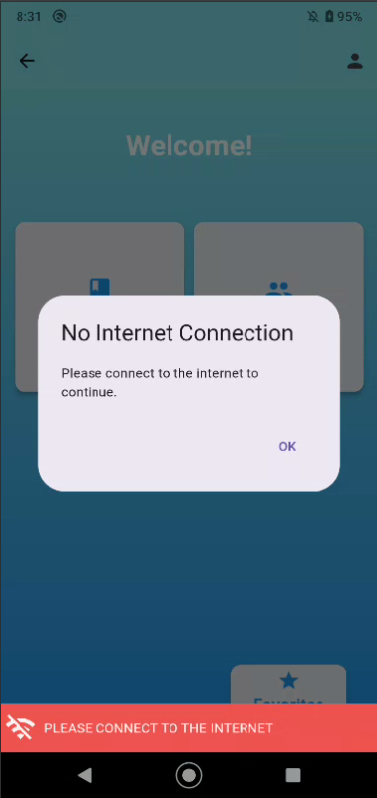 8:31
95%
Welcome!
No Internet Connection
Please connect to the internet to
continue.
OK
Favorites
PLEASE CONNECT TO THE INTERNET